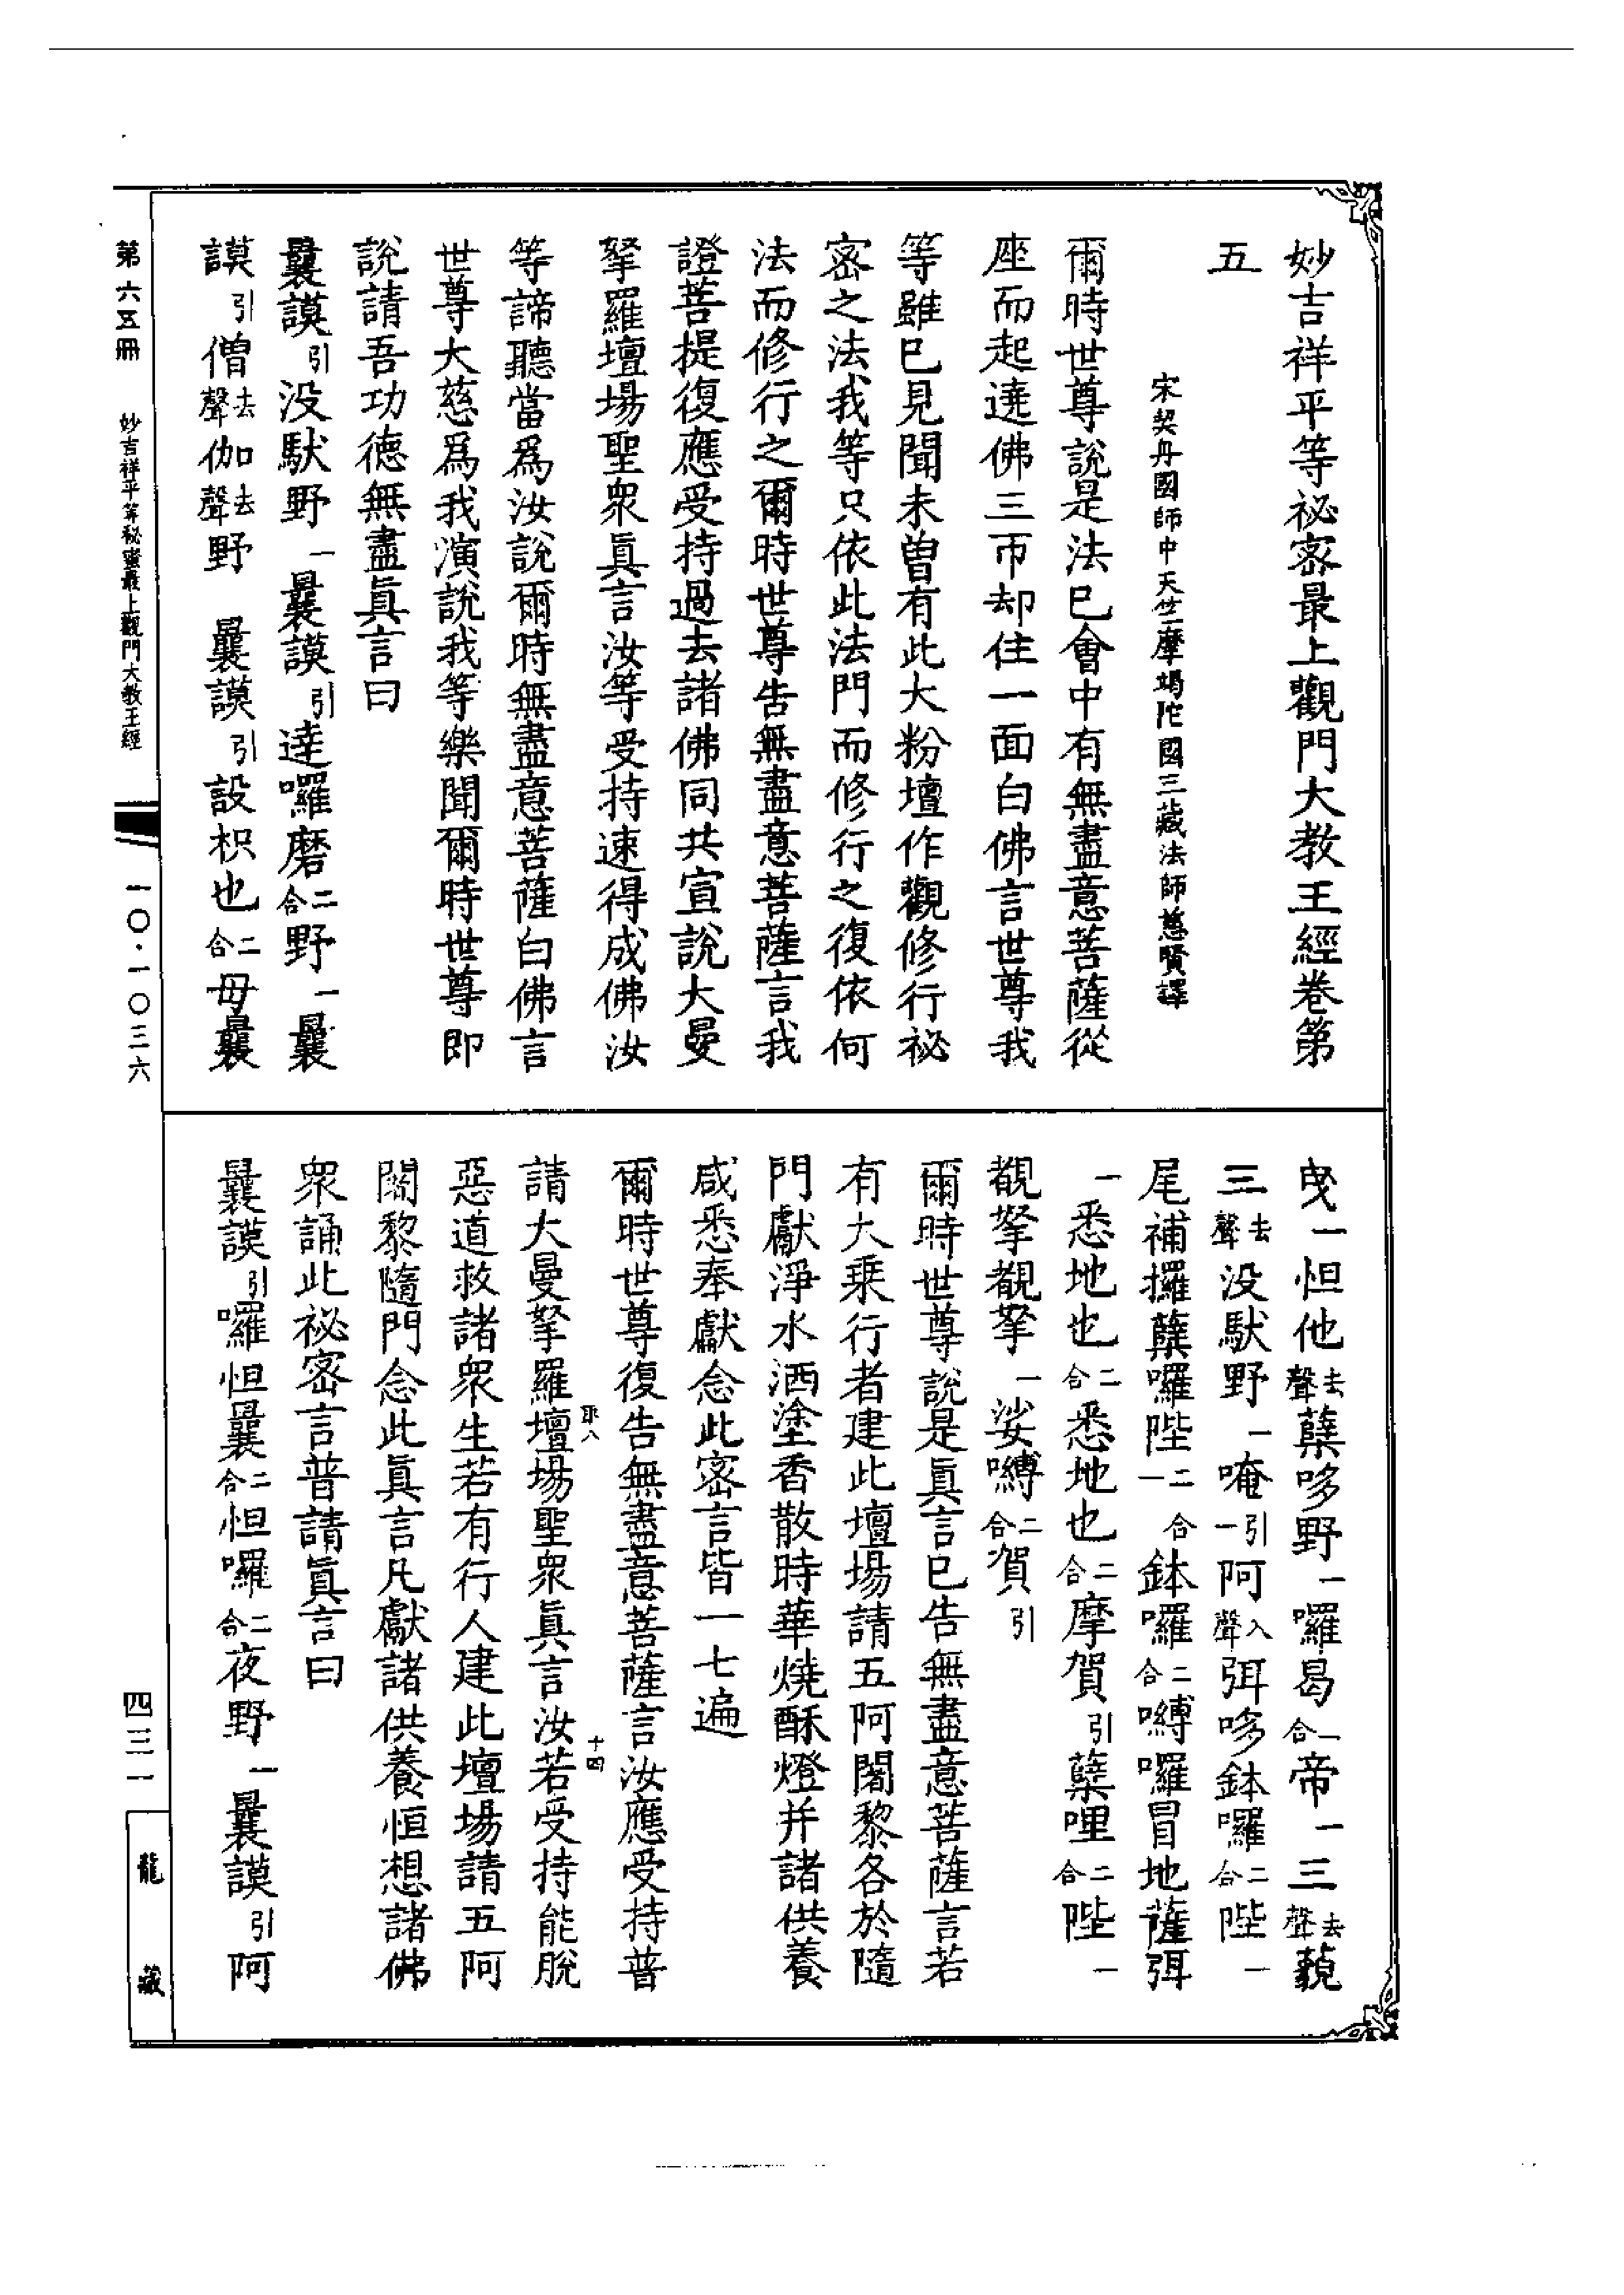 妙吉祥平等祕密最上觀門大教王經卷第
五
宋契丹國師中天竺摩竭陀國三藏法師慈賢譯
爾時世尊說是法已會中有無盡意菩薩從
座而起遶佛三帀却住一面白佛言世尊我
等雖已見聞未曽有此大粉壇作觀修行祕
密之法我等只依此法門而修行之復依何
法而修行之爾時世尊告無盡意菩薩言我
證菩提復應受持過去諸佛同共宣說大曼
拏羅壇場聖衆眞言汝等受持速得成佛汝
等諦聽當爲汝說爾時無盡意菩薩白佛言
世尊大慈爲我演說我等樂聞爾時世尊即
說請吾功德無盡眞言曰
曩謨引没馱野一曩謨引達囉磨二合野一曩
謨引僧去聲伽去聲野 曩謨引設枳也二合母曩
曳一怛他去聲蘖哆野一囉曷一合帝一三去聲藐
三去聲没馱野一唵引一阿入聲弭哆鉢囉二合陛一
尾補攞蘖囉陛二合一鉢囉二合嚩囉冒地薩弭
一悉地也二合悉地也二合摩賀引蘖哩二合陛一
覩拏覩拏一娑嚩二合賀引
爾時世尊說是眞言已告無盡意菩薩言若
有大乗行者建此壇場請五阿闍黎各於隨
門獻淨水洒塗香散時華燒酥燈并諸供養
咸悉奉獻念此密言皆一七遍
爾時世尊復告無盡意菩薩言汝應受持普
請大曼拏羅壇場聖衆眞言汝若受持能脫
惡道救諸衆生若有行人建此壇場請五阿
闍黎隨門念此眞言凡獻諸供養恒想諸佛
衆誦此祕密言普請眞言曰
曩謨引囉怛曩二合怛囉二合夜野一曩謨引阿
取八
十四
第六五冊 妙吉祥平等秘蜜最上觀門大教王經
一〇·一〇三六
四三一
龍藏